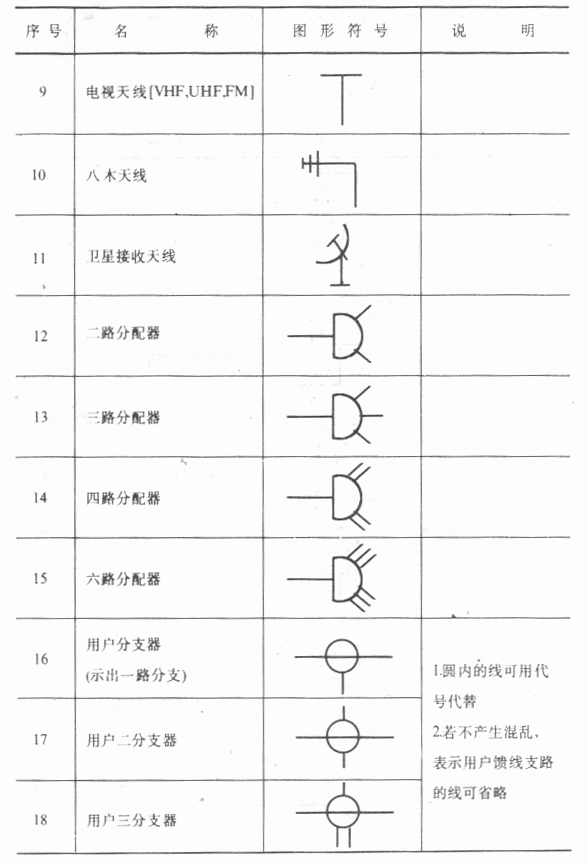 序号 名称 图形符号 说明
9 电视天线[VHF,UHF,FM]
10 八木天线
11 卫星接收天线
12 二路分配器
13 三路分配器
14 四路分配器
15 六路分配器
16 用户分支器
(示出一路分支)
17 用户二分支器
18 用户三分支器
1.圆内的线可用代
号代替
2.若不产生混乱,
表示用户馈线支路
的线可省略